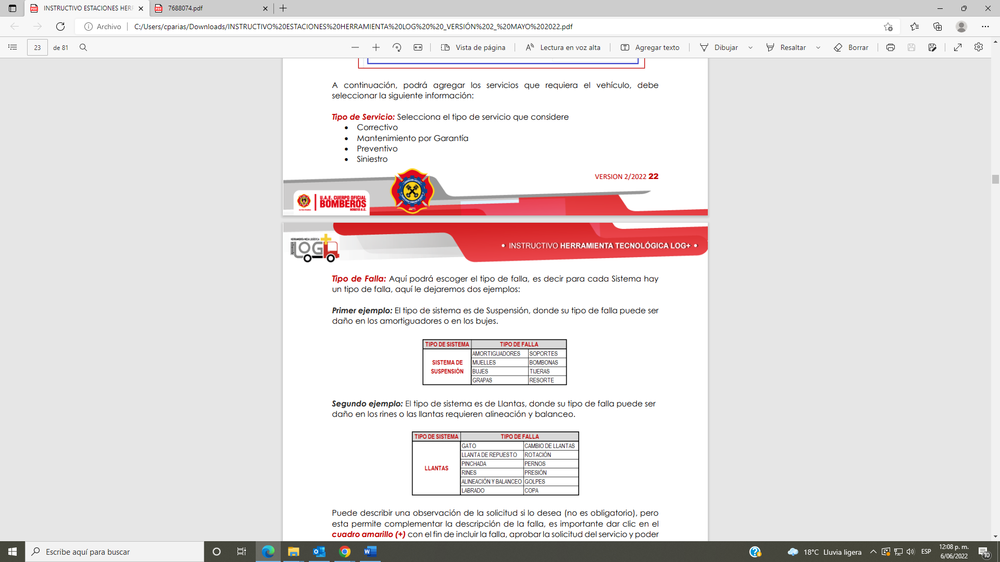 INSTRUCTIVO ESTACIONES HERR
7688074.pdf
Archivo
C:/Users/cparias/Downloads/INSTRUCTIVO%20ESTACIONES%20HERRAMIENTA%20LOG%20%20_VERSIÓN%202_%20MAYO%202022.pdf
23 de 81
Vista de página
Lectura en voz alta
Agregar texto
Dibujar
Resaltar
Borrar
A continuación, podrá agregar los servicios que requiera el vehículo, debe
seleccionar la siguiente información:
Tipo de Servicio: Selecciona el tipo de servicio que considere
• Correctivo
• Mantenimiento por Garantía
• Preventivo
• Siniestro
VERSION 2/2022 22
U.A.E. CUERPO OFICIAL
BOMBEROS
BOGOTÁ D.C.
HERRAMIENTA MESA LOGÍSTICA
LOG
• INSTRUCTIVO HERRAMIENTA TECNOLÓGICA LOG+ •
Tipo de Falla: Aquí podrá escoger el tipo de falla, es decir para cada Sistema hay
un tipo de falla, aquí le dejaremos dos ejemplos:
Primer ejemplo: El tipo de sistema es de Suspensión, donde su tipo de falla puede ser
daño en los amortiguadores o en los bujes.
TIPO DE SISTEMA TIPO DE FALLA
AMORTIGUADORES SOPORTES
SISTEMA DE MUELLES BOMBONAS
SUSPENSIÓN BUJES TIJERAS
GRAPAS RESORTE
Segundo ejemplo: El tipo de sistema es de Llantas, donde su tipo de falla puede ser
daño en los rines o las llantas requieren alineación y balanceo.
TIPO DE SISTEMA TIPO DE FALLA
GATO CAMBIO DE LLANTAS
LLANTA DE REPUESTO ROTACIÓN
PINCHADA PERNOS
LLANTAS
RINES PRESIÓN
ALINEACIÓN Y BALANCEO GOLPES
LABRADO COPA
Puede describir una observación de la solicitud si lo desea (no es obligatorio), pero
esta permite complementar la descripción de la falla, es importante dar clic en el
cuadro amarillo (+) con el fin de incluir la falla, aprobar la solicitud del servicio y poder
Escribe aquí para buscar
18°C Lluvia ligera
ESP
12:08 p. m.
6/06/2022
10